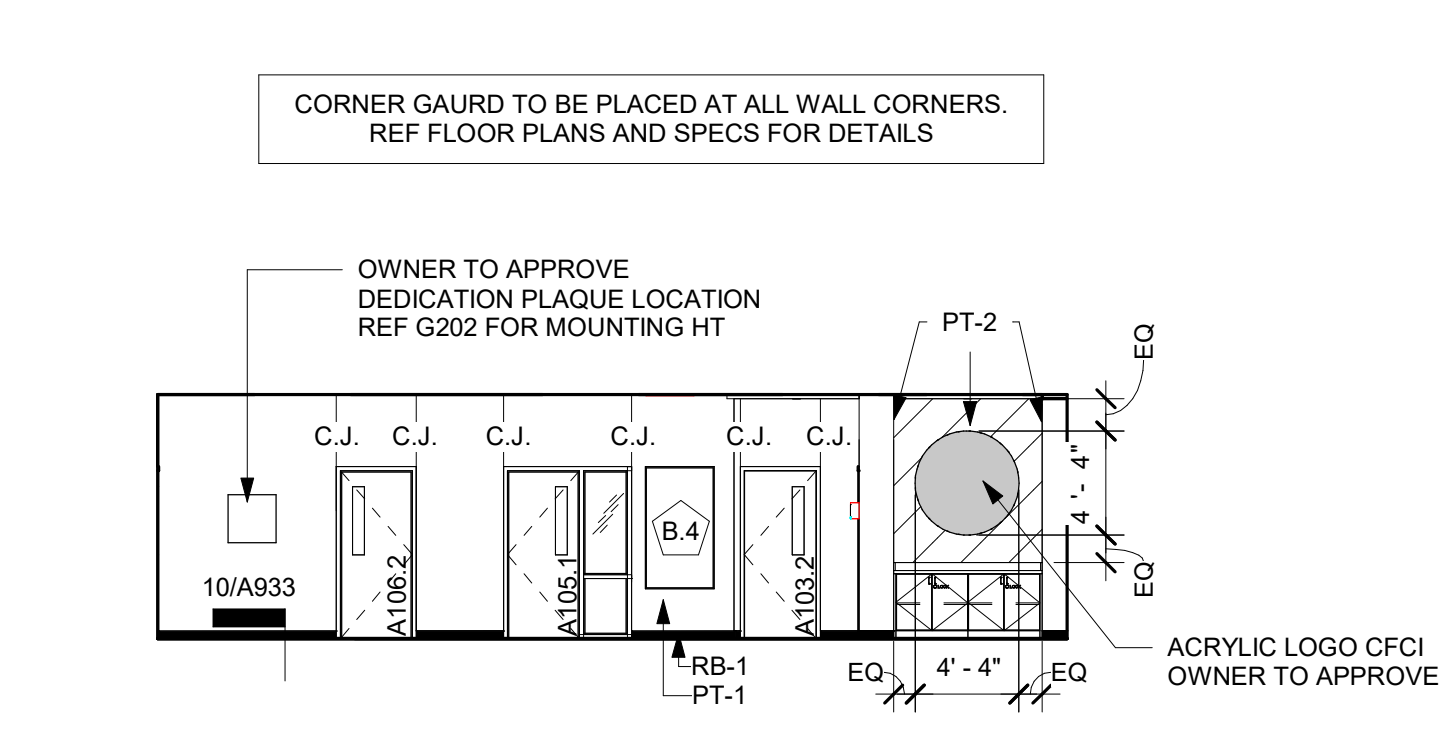 CORNER GAURD TO BE PLACED AT ALL WALL CORNERS.
REF FLOOR PLANS AND SPECS FOR DETAILS
OWNER TO APPROVE
DEDICATION PLAQUE LOCATION
REF G202 FOR MOUNTING HT
PT-2
EQ
C.J.
C.J.
C.J.
C.J.
C.J.
C.J.
4' - 4"
B.4
10/A933
A106.2
A105.1
A103.2
EQ
RB-1
PT-1
EQ
4' - 4"
EQ
ACRYLIC LOGO CFCI
OWNER TO APPROVE